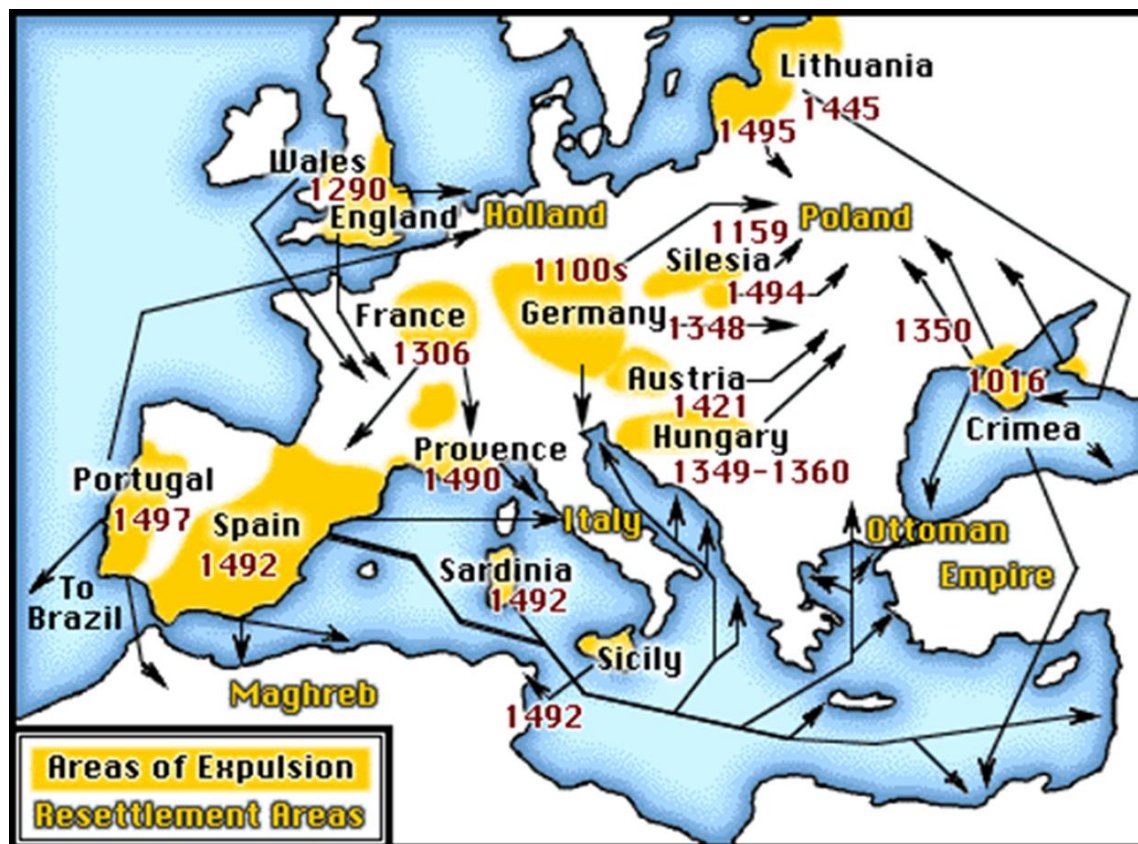 Lithuania
1445
1495
Wales
1290
England
Holland
Poland
1159
Silesia
1100s
1494
France
Germany
1348
1350
1306
Austria
1016
1421
Crimea
Hungary
Provence
1349-1360
1490
Portugal
1497
Spain
Italy
Ottoman
1492
Sardinia
Empire
To
1492
Brazil
Sicily
Maghreb
1492
Areas of Expulsion
Resettlement Areas